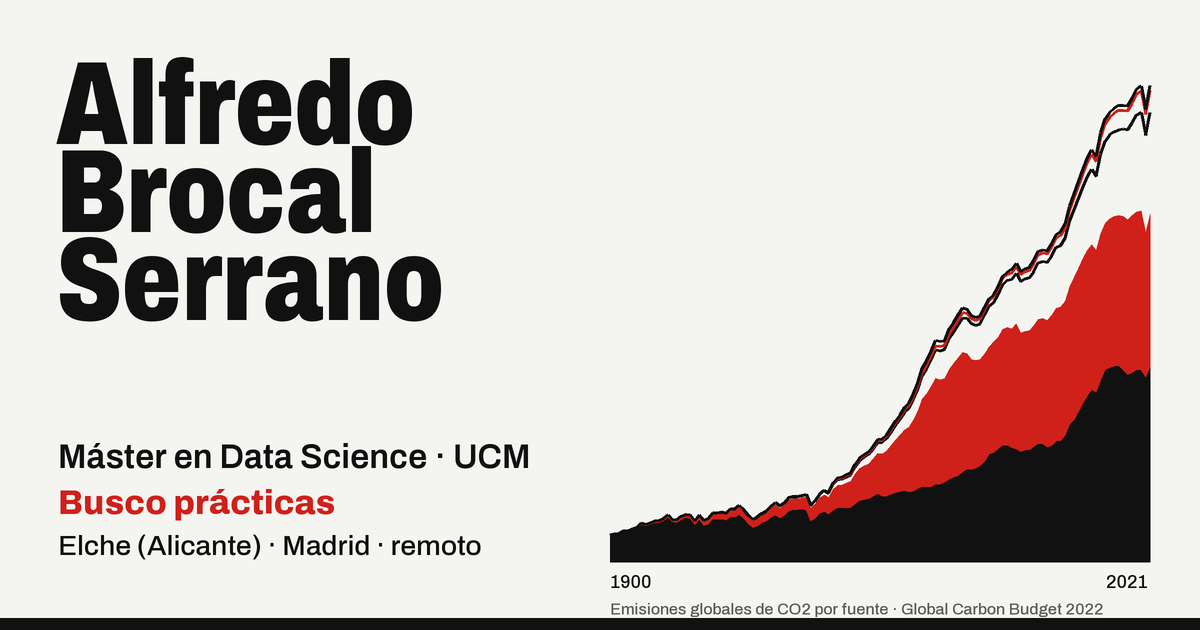 Alfredo
Brocal
Serrano
Máster en Data Science · UCM
Busco prácticas
Elche (Alicante) · Madrid · remoto
1900
2021
Emisiones globales de CO2 por fuente · Global Carbon Budget 2022